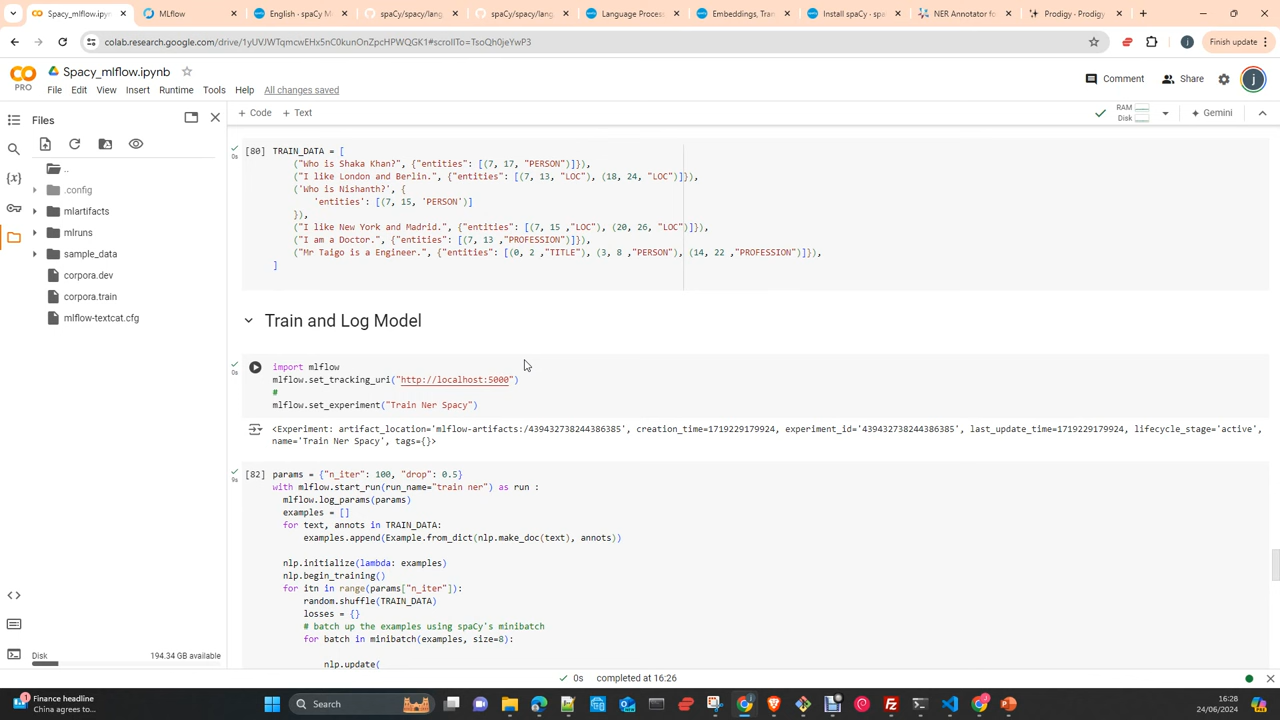 Spacy_mlflow.ipynb
MLflow
English · spaCy M
spaCy/spacy/lang
spaCy/spacy/lang
Language Proces
Embeddings, Tran
Install spaCy · spa
NER Annotator fo
Prodigy · Prodigy
colab.research.google.com/drive/1yUVJWTqmcwEHx5nC0kunOnZpcHPWQGK1#scrollTo=TsoQh0jeYwP3
Finish update
CO
PRO
Spacy_mlflow.ipynb
File Edit View Insert Runtime Tools Help All changes saved
Comment
Share
j
Files
+ Code + Text
RAM
Disk
Gemini
..
.config
mlartifacts
mlruns
sample_data
corpora.dev
corpora.train
mlflow-textcat.cfg
Disk
194.34 GB available
[80] TRAIN_DATA = [
("Who is Shaka Khan?", {"entities": [(7, 17, "PERSON")]}),
("I like London and Berlin.", {"entities": [(7, 13, "LOC"), (18, 24, "LOC")]}),
('Who is Nishanth?', {
'entities': [(7, 15, 'PERSON')]
}),
("I like New York and Madrid.", {"entities": [(7, 15 ,"LOC"), (20, 26, "LOC")]}),
("I am a Doctor.", {"entities": [(7, 13 ,"PROFESSION")]}),
("Mr Taigo is a Engineer.", {"entities": [(0, 2 ,"TITLE"), (3, 8 ,"PERSON"), (14, 22 ,"PROFESSION")]}),
]
0s
Train and Log Model
import mlflow
mlflow.set_tracking_uri("http://localhost:5000")
#
mlflow.set_experiment("Train Ner Spacy")
0s
<Experiment: artifact_location='mlflow-artifacts:/439432738244386385', creation_time=1719229179924, experiment_id='439432738244386385', last_update_time=1719229179924, lifecycle_stage='active',
name='Train Ner Spacy', tags={}>
[82] params = {"n_iter": 100, "drop": 0.5}
9s
with mlflow.start_run(run_name="train ner") as run :
mlflow.log_params(params)
examples = []
for text, annots in TRAIN_DATA:
examples.append(Example.from_dict(nlp.make_doc(text), annots))
nlp.initialize(lambda: examples)
nlp.begin_training()
for itn in range(params["n_iter"]):
random.shuffle(TRAIN_DATA)
losses = {}
# batch up the examples using spaCy's minibatch
for batch in minibatch(examples, size=8):
nlp.update(
0s completed at 16:26
Finance headline
China agrees to...
Search
16:28
24/06/2024